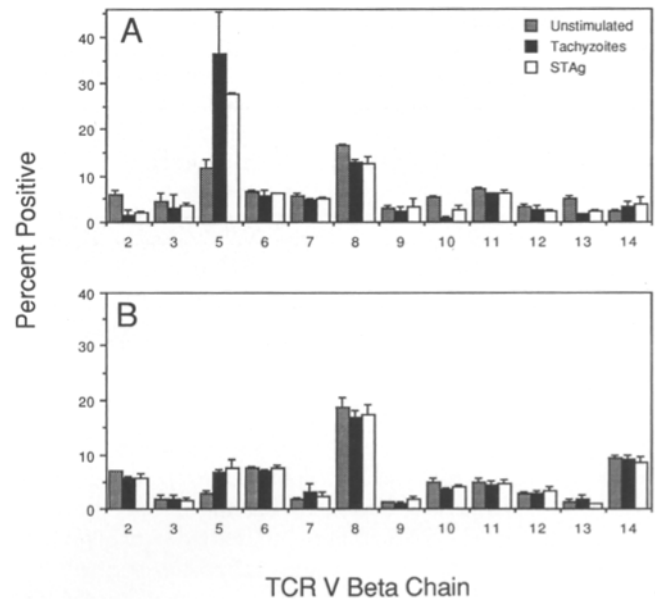 A
Unstimulated
Tachyzoites
STAg
40
30
20
10
0
2 3 5 6 7 8 9 10 11 12 13 14
Percent Positive
B
40
30
20
10
0
2 3 5 6 7 8 9 10 11 12 13 14
TCR V Beta Chain